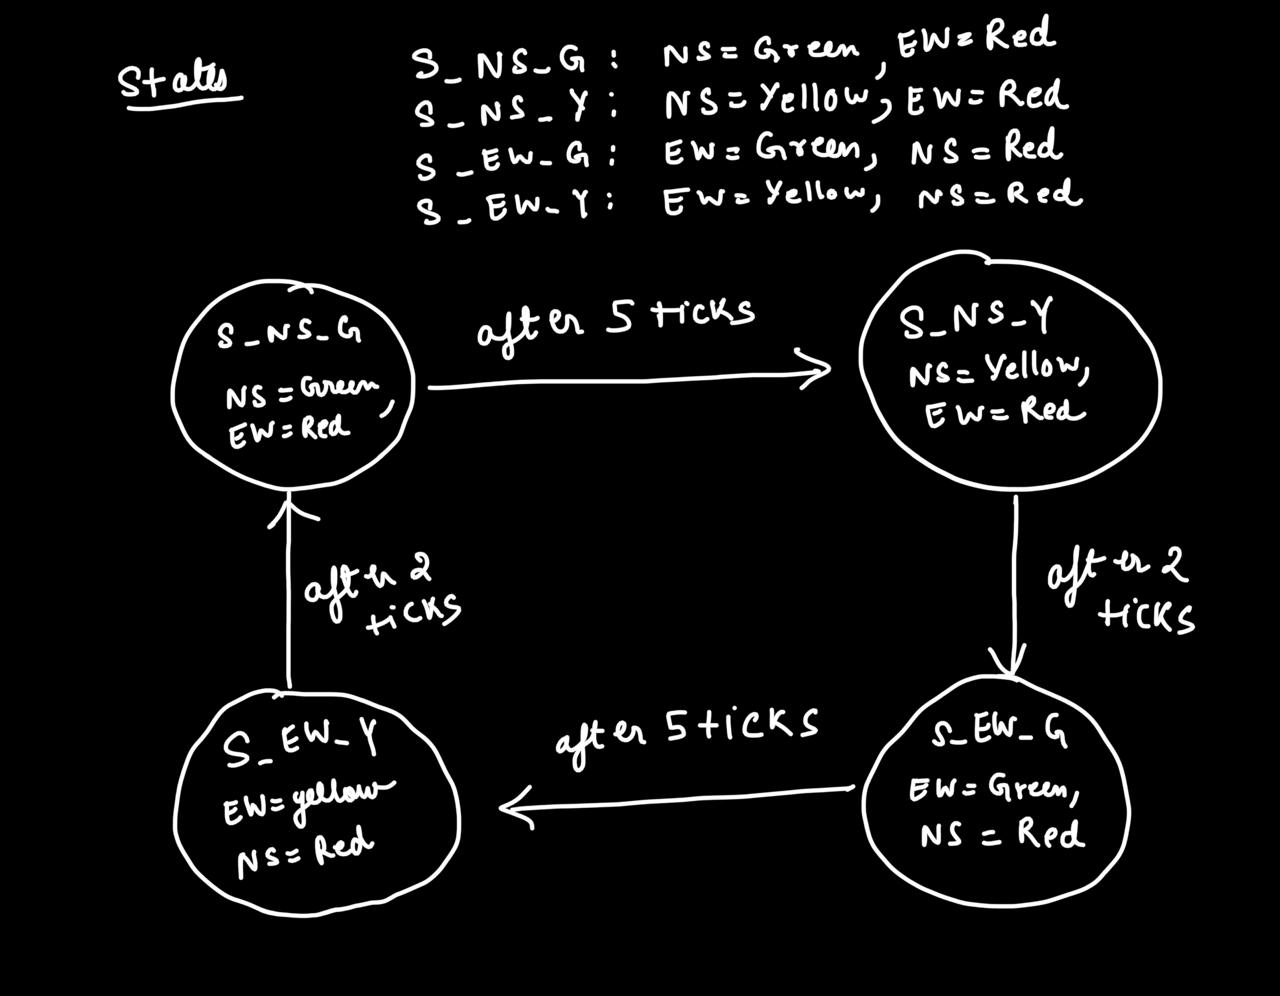 States
S_NS_G : NS = Green, EW = Red
S_NS_Y : NS = Yellow, EW = Red
S_EW_G : EW = Green, NS = Red
S_EW_Y : EW = Yellow, NS = Red
S_NS_G
NS = Green,
EW = Red
after 5 ticks
S_NS_Y
NS = Yellow,
EW = Red
after 2
ticks
after 2
ticks
S_EW_Y
EW = yellow
NS = Red
after 5 ticks
S_EW_G
EW = Green,
NS = Red